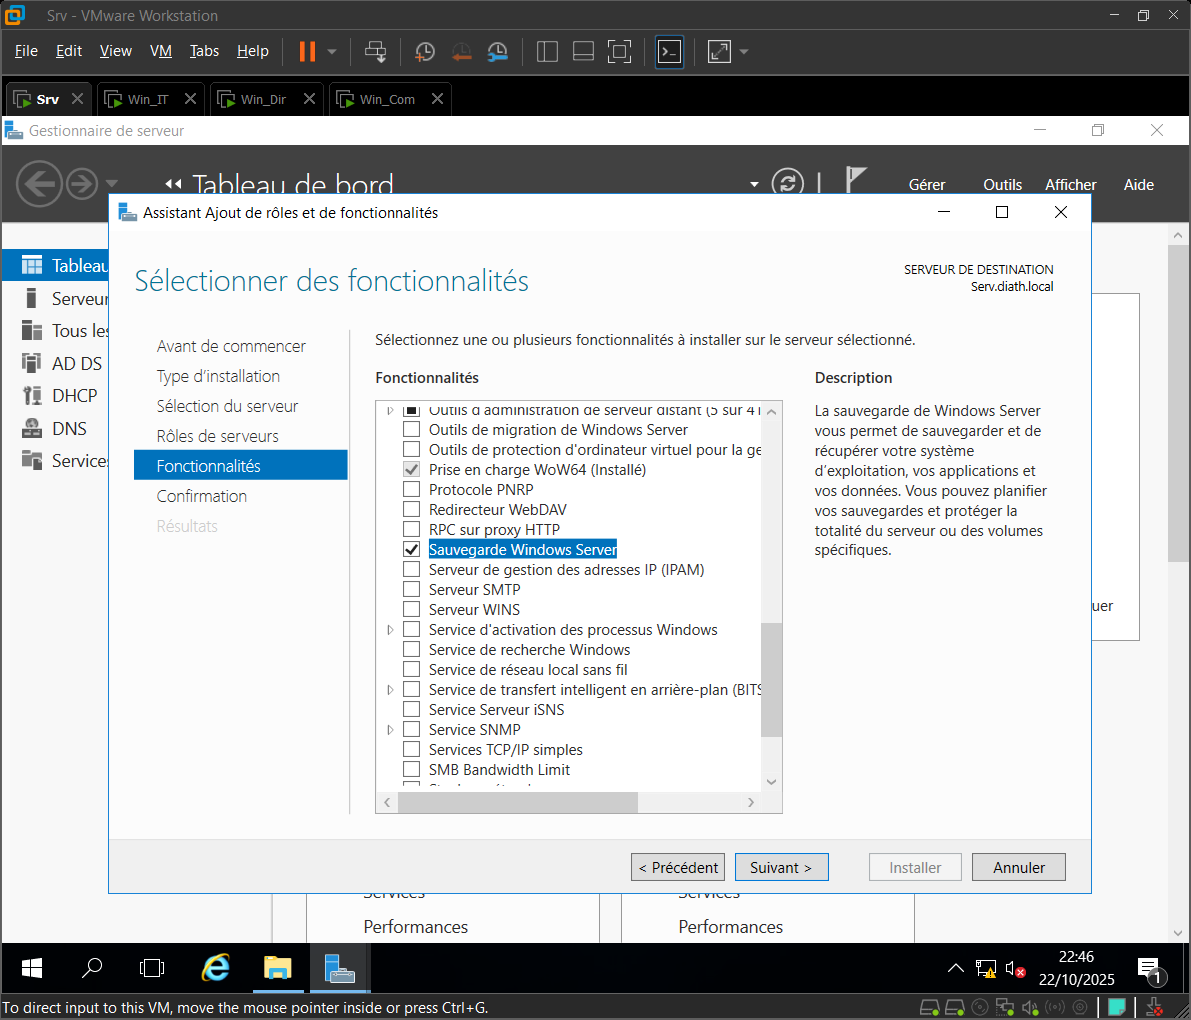 Srv - VMware Workstation
File Edit View VM Tabs Help
Srv Win_IT Win_Dir Win_Com
Gestionnaire de serveur
Tableau de bord
Gérer Outils Afficher Aide
Assistant Ajout de rôles et de fonctionnalités
Tableau
Serveur
Tous les
AD DS
DHCP
DNS
Services
Sélectionner des fonctionnalités
SERVEUR DE DESTINATION
Serv.diath.local
Avant de commencer
Type d'installation
Sélection du serveur
Rôles de serveurs
Fonctionnalités
Confirmation
Résultats
Sélectionnez une ou plusieurs fonctionnalités à installer sur le serveur sélectionné.
Fonctionnalités
Outils d'administration de serveur distant (5 sur 41
Outils de migration de Windows Server
Outils de protection d'ordinateur virtuel pour la ge
Prise en charge WoW64 (Installé)
Protocole PNRP
Redirecteur WebDAV
RPC sur proxy HTTP
Sauvegarde Windows Server
Serveur de gestion des adresses IP (IPAM)
Serveur SMTP
Serveur WINS
Service d'activation des processus Windows
Service de recherche Windows
Service de réseau local sans fil
Service de transfert intelligent en arrière-plan (BITS
Service Serveur iSNS
Service SNMP
Services TCP/IP simples
SMB Bandwidth Limit
Description
La sauvegarde de Windows Server
vous permet de sauvegarder et de
récupérer votre système
d'exploitation, vos applications et
vos données. Vous pouvez planifier
vos sauvegardes et protéger la
totalité du serveur ou des volumes
spécifiques.
uer
< Précédent Suivant > Installer Annuler
Services Services
Performances Performances
22:46
22/10/2025
1
To direct input to this VM, move the mouse pointer inside or press Ctrl+G.